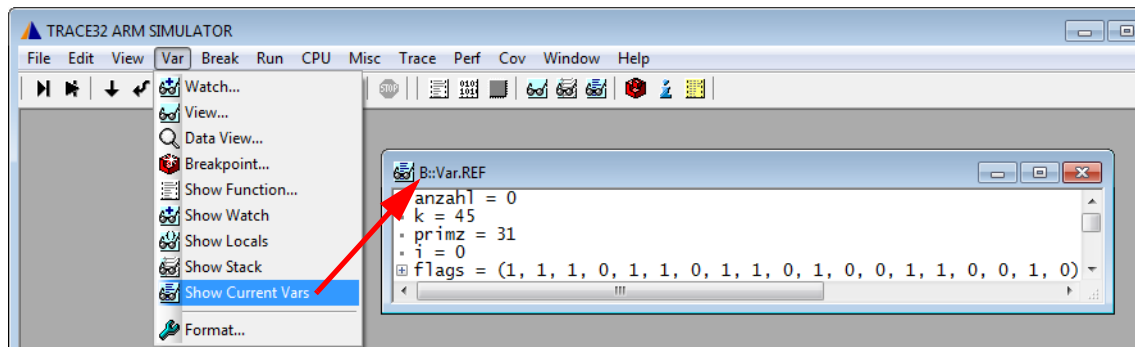 TRACE32 ARM SIMULATOR
File Edit View Var Break Run CPU Misc Trace Perf Cov Window Help
STOP
Watch...
View...
Data View...
Breakpoint...
Show Function...
Show Watch
Show Locals
Show Stack
Show Current Vars
Format...
B::Var.REF
anzahl = 0
k = 45
primz = 31
i = 0
flags = (1, 1, 1, 0, 1, 1, 0, 1, 1, 0, 1, 0, 0, 1, 1, 0, 0, 1, 0)